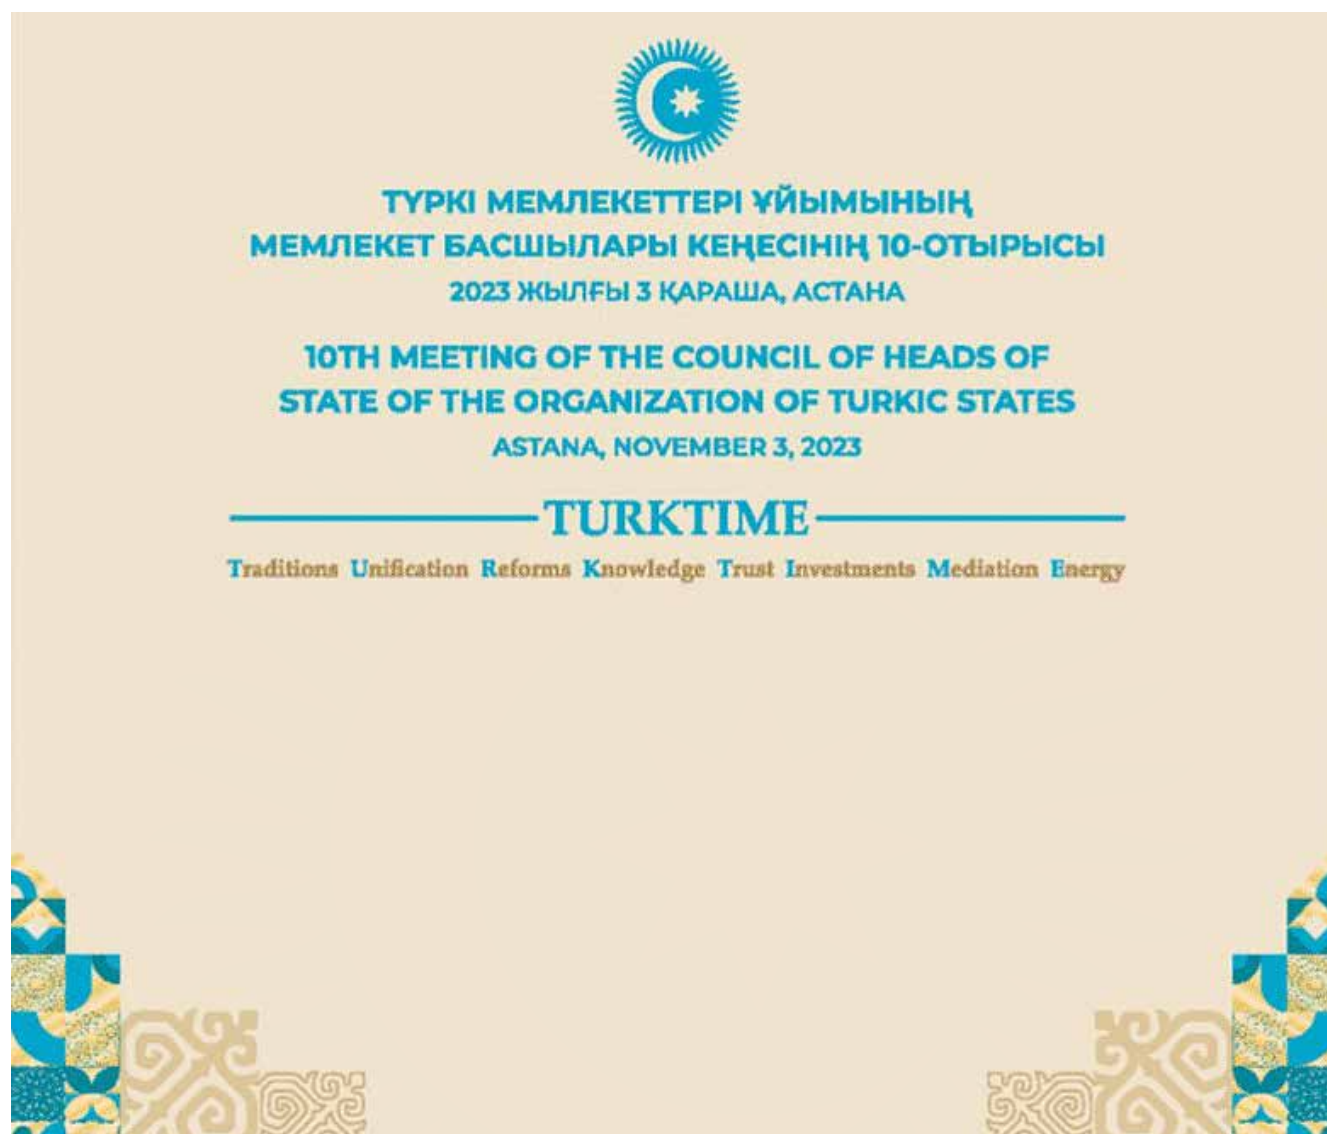 ТҮРКІ МЕМЛЕКЕТТЕРІ ҰЙЫМЫНЫҢ
МЕМЛЕКЕТ БАСШЫЛАРЫ КЕҢЕСІНІҢ 10-ОТЫРЫСЫ
2023 ЖЫЛҒЫ 3 ҚАРАША, АСТАНА
10TH MEETING OF THE COUNCIL OF HEADS OF
STATE OF THE ORGANIZATION OF TURKIC STATES
ASTANA, NOVEMBER 3, 2023
TURKTIME
Traditions Unification Reforms Knowledge Trust Investments Mediation Energy